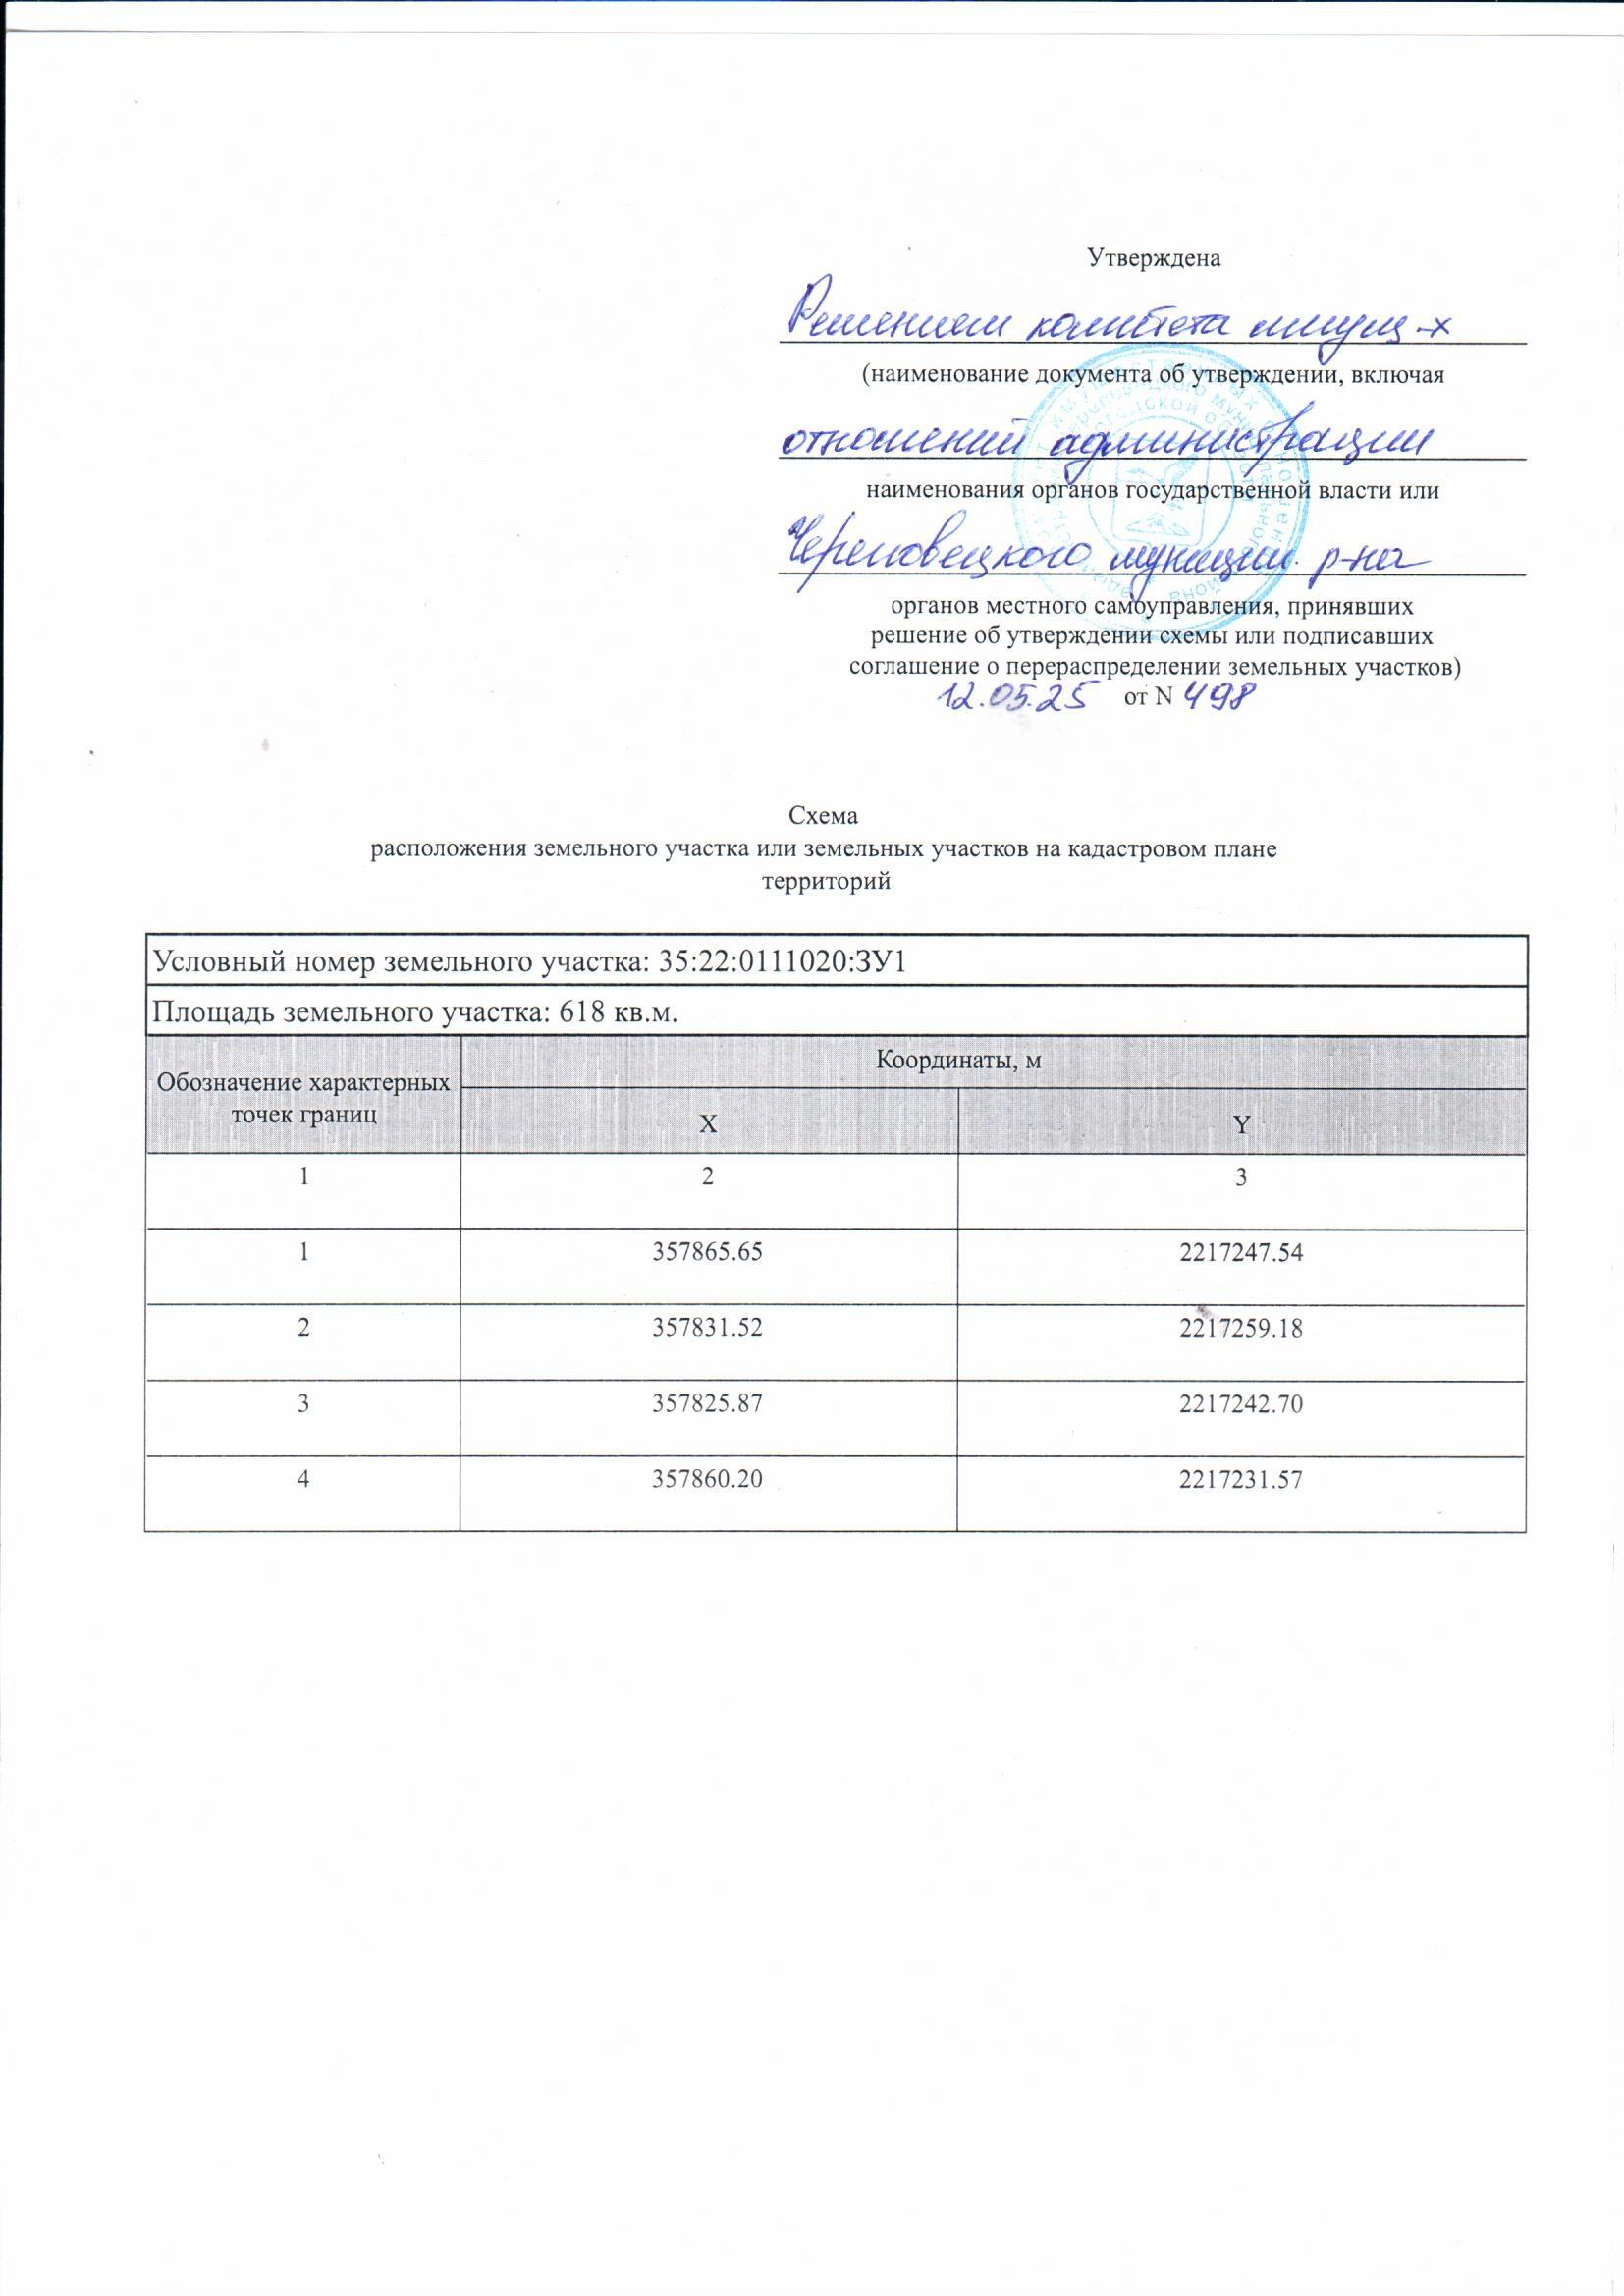 Утверждена
Решением комитета имущ-х
(наименование документа об утверждении, включая
отношений администрации
наименования органов государственной власти или
Череповецкого муницип. р-на
органов местного самоуправления, принявших
решение об утверждении схемы или подписавших
соглашение о перераспределении земельных участков)
12.05.25 от N 498
Схема
расположения земельного участка или земельных участков на кадастровом плане
территорий
Условный номер земельного участка: 35:22:0111020:ЗУ1
Площадь земельного участка: 618 кв.м.
Обозначение характерных
точек границ
Координаты, м
X Y
1 2 3
1 357865.65 2217247.54
2 357831.52 2217259.18
3 357825.87 2217242.70
4 357860.20 2217231.57